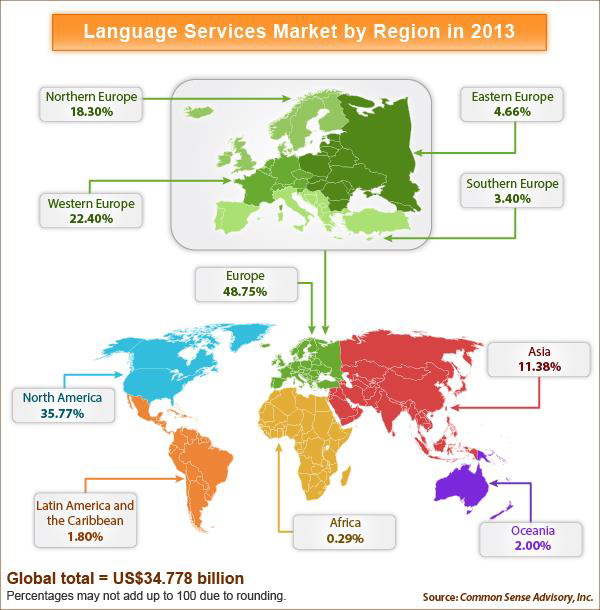 Language Services Market by Region in 2013
Northern Europe
18.30%
Eastern Europe
4.66%
Western Europe
22.40%
Southern Europe
3.40%
Europe
48.75%
Asia
11.38%
North America
35.77%
Latin America and
the Caribbean
1.80%
Africa
0.29%
Oceania
2.00%
Global total = US$34.778 billion
Percentages may not add up to 100 due to rounding.
Source: Common Sense Advisory, Inc.